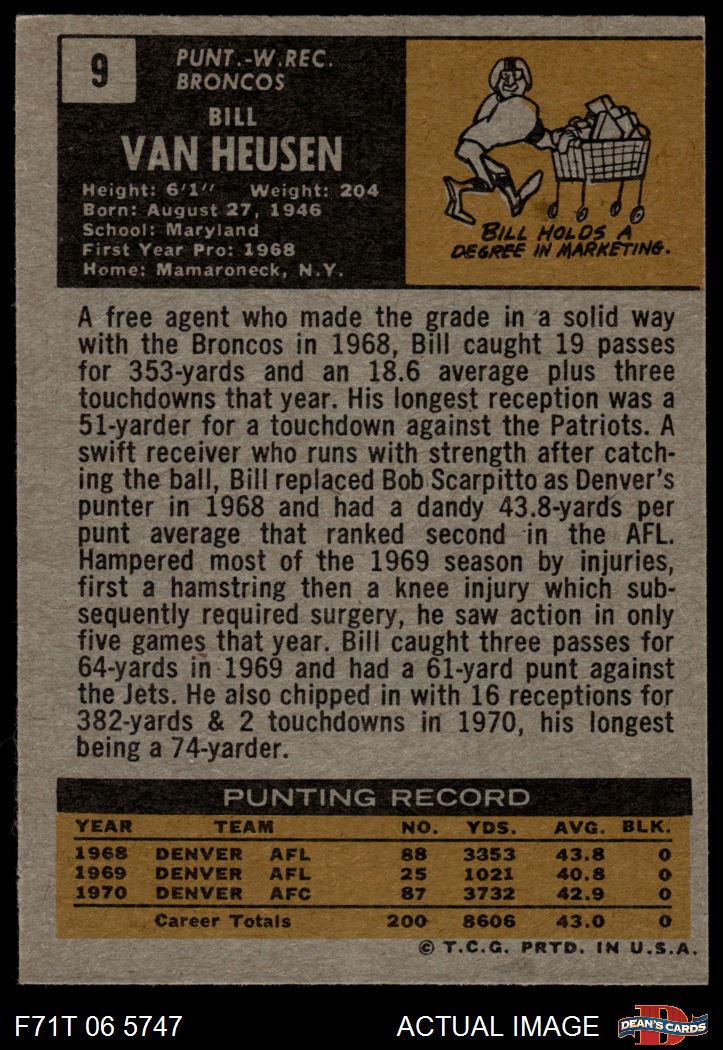 9
PUNT.-W.REC.
BRONCOS
BILL
VAN HEUSEN
Height: 6'1" Weight: 204
Born: August 27, 1946
School: Maryland
First Year Pro: 1968
Home: Mamaroneck, N.Y.
BILL HOLDS A
DEGREE IN MARKETING.
A free agent who made the grade in a solid way
with the Broncos in 1968, Bill caught 19 passes
for 353-yards and an 18.6 average plus three
touchdowns that year. His longest reception was a
51-yarder for a touchdown against the Patriots. A
swift receiver who runs with strength after catch-
ing the ball, Bill replaced Bob Scarpitto as Denver's
punter in 1968 and had a dandy 43.8-yards per
punt average that ranked second in the AFL.
Hampered most of the 1969 season by injuries,
first a hamstring then a knee injury which sub-
sequently required surgery, he saw action in only
five games that year. Bill caught three passes for
64-yards in 1969 and had a 61-yard punt against
the Jets. He also chipped in with 16 receptions for
382-yards & 2 touchdowns in 1970, his longest
being a 74-yarder.
PUNTING RECORD
YEAR TEAM NO. YDS. AVG. BLK.
1968 DENVER AFL 88 3353 43.8 0
1969 DENVER AFL 25 1021 40.8 0
1970 DENVER AFC 87 3732 42.9 0
Career Totals 200 8606 43.0 0
© T.C.G. PRTD. IN U.S.A.
F71T 06 5747 ACTUAL IMAGE
D
DEAN'S CARDS